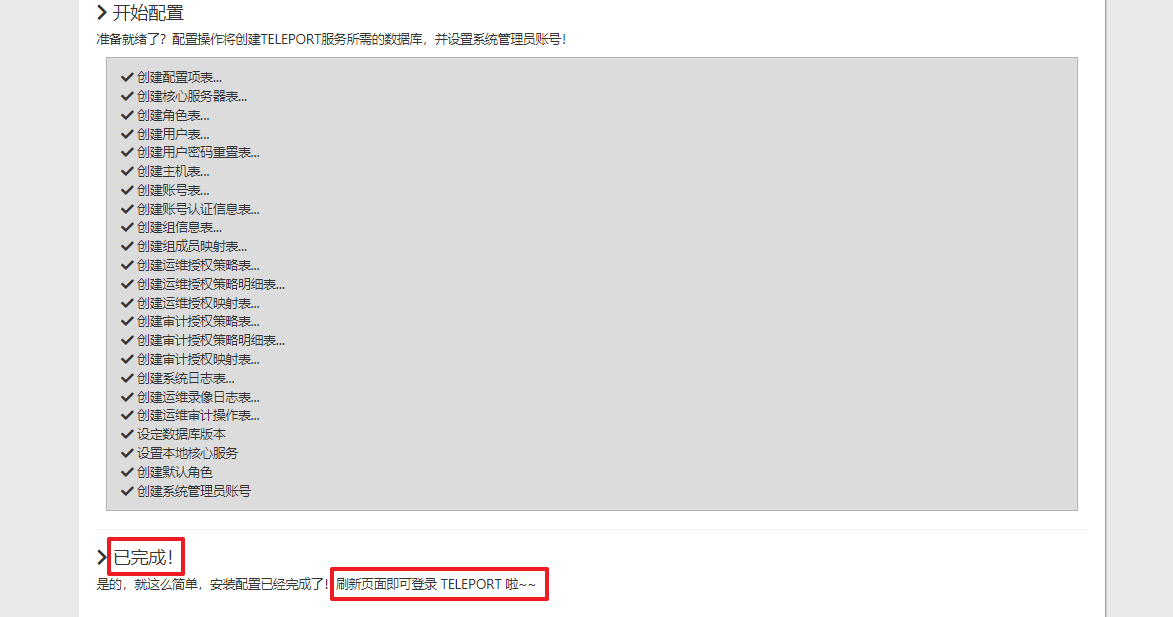 开始配置
准备就绪了？配置操作将创建TELEPORT服务所需的数据库，并设置系统管理员账号！
创建配置项表...
创建核心服务器表...
创建角色表...
创建用户表...
创建用户密码重置表...
创建主机表...
创建账号表...
创建账号认证信息表...
创建组信息表...
创建组成员映射表...
创建运维授权策略表...
创建运维授权策略明细表...
创建运维授权映射表...
创建审计授权策略表...
创建审计授权策略明细表...
创建审计授权映射表...
创建系统日志表...
创建运维录像日志表...
创建运维审计操作表...
设定数据库版本
设置本地核心服务
创建默认角色
创建系统管理员账号
已完成！
是的，就这么简单，安装配置已经完成了！刷新页面即可登录 TELEPORT 啦~~